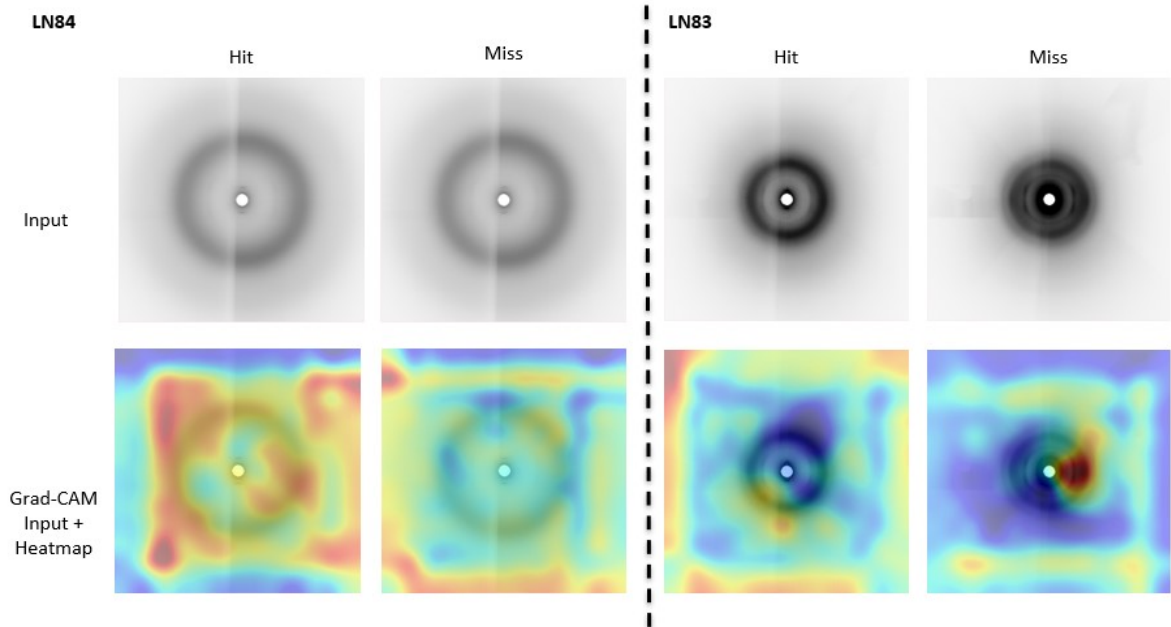 LN84
LN83
Hit
Miss
Hit
Miss
Input
Grad-CAM
Input +
Heatmap